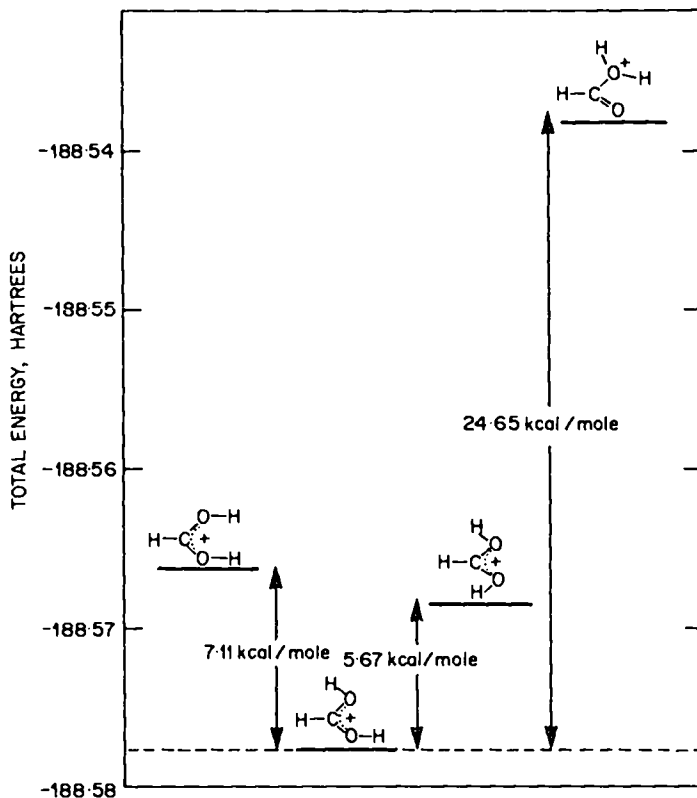 TOTAL ENERGY, HARTREES
-188·54
-188·55
-188·56
-188·57
-188·58
H
O+
H
H-C
O
24·65 kcal/mole
O-H
H-C +
O-H
7·11 kcal/mole
H
O
H-C +
O
H
5·67 kcal/mole
H
O
H-C +
O-H